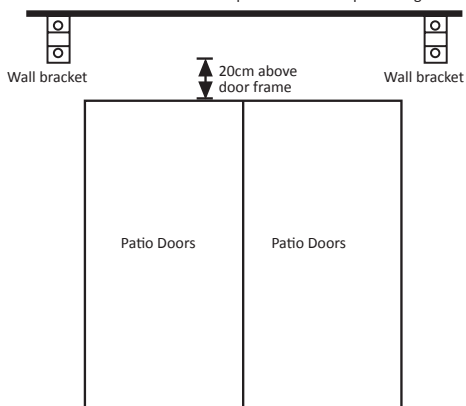 Wall bracket
Wall bracket
20cm above
door frame
Patio Doors
Patio Doors